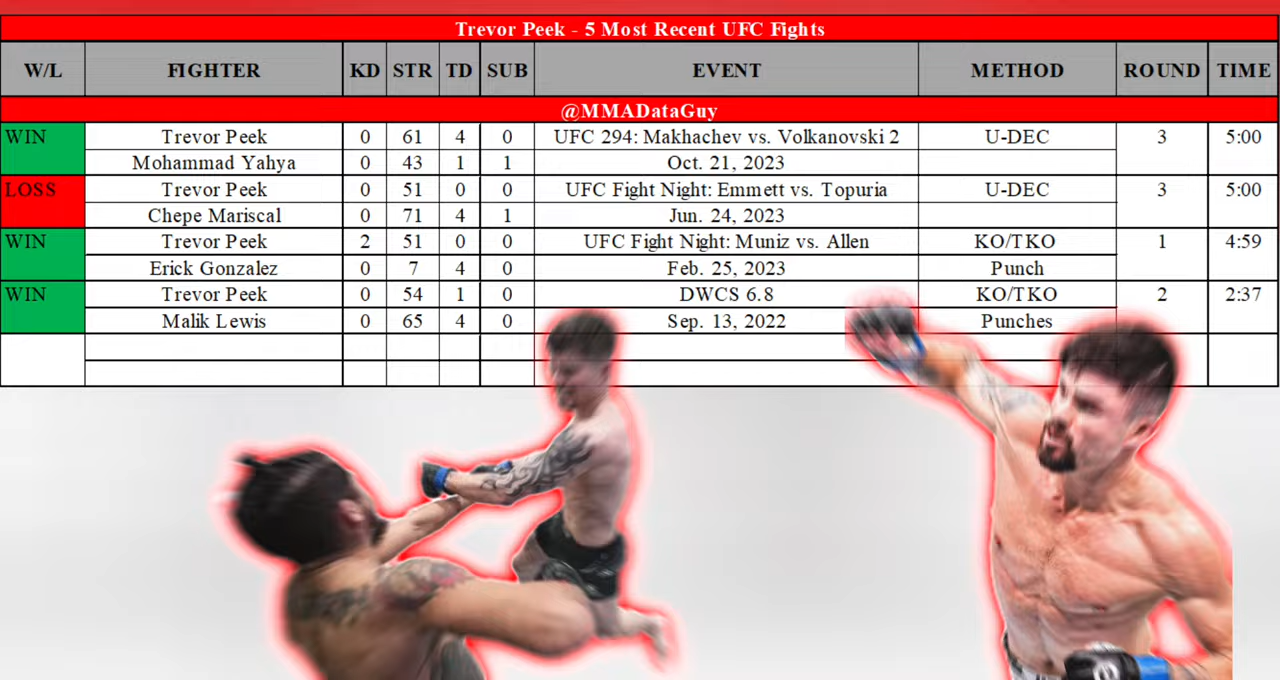 Trevor Peek - 5 Most Recent UFC Fights
W/L FIGHTER KD STR TD SUB EVENT METHOD ROUND TIME
@MMADataGuy
WIN Trevor Peek 0 61 4 0 UFC 294: Makhachev vs. Volkanovski 2 U-DEC 3 5:00
Mohammad Yahya 0 43 1 1 Oct. 21, 2023
LOSS Trevor Peek 0 51 0 0 UFC Fight Night: Emmett vs. Topuria U-DEC 3 5:00
Chepe Mariscal 0 71 4 1 Jun. 24, 2023
WIN Trevor Peek 2 51 0 0 UFC Fight Night: Muniz vs. Allen KO/TKO 1 4:59
Erick Gonzalez 0 7 4 0 Feb. 25, 2023 Punch
WIN Trevor Peek 0 54 1 0 DWCS 6.8 KO/TKO 2 2:37
Malik Lewis 0 65 4 0 Sep. 13, 2022 Punches